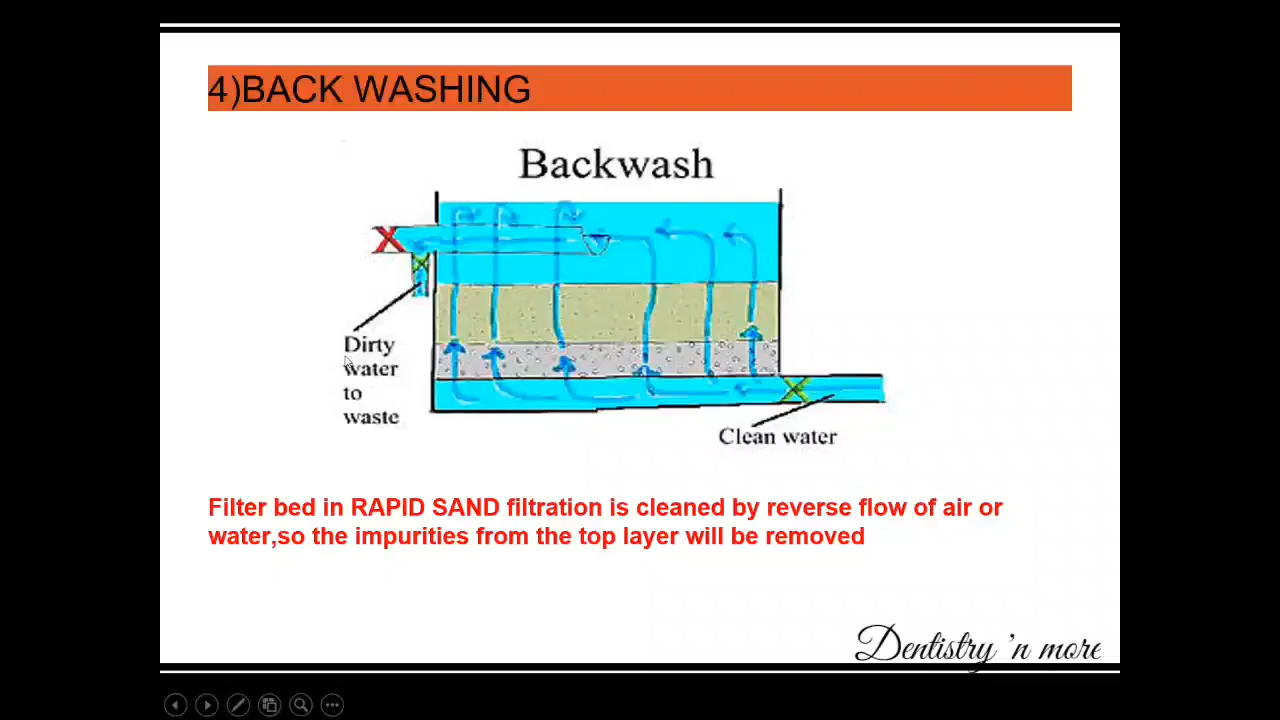 4)BACK WASHING
Backwash
Dirty
water
to
waste
Clean water
Filter bed in RAPID SAND filtration is cleaned by reverse flow of air or
water,so the impurities from the top layer will be removed
Dentistry 'n more